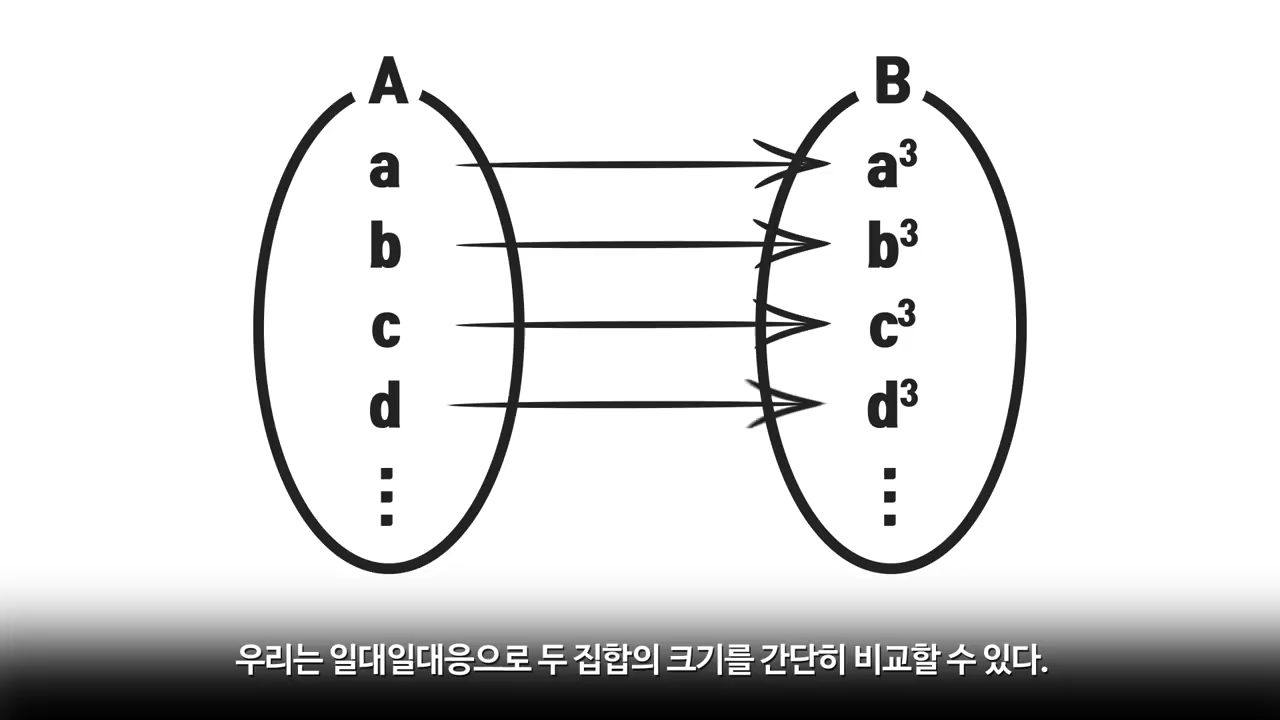 A B
a a³
b b³
c c³
d d³
⋮ ⋮
우리는 일대일대응으로 두 집합의 크기를 간단히 비교할 수 있다.